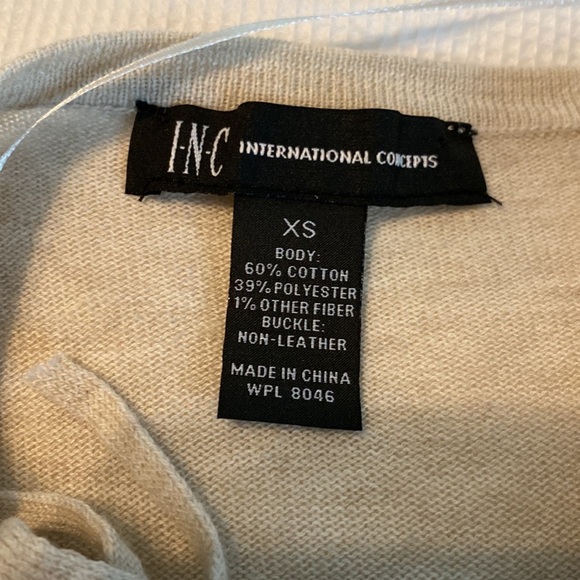 I-N-C INTERNATIONAL CONCEPTS
XS
BODY:
60% COTTON
39% POLYESTER
1% OTHER FIBER
BUCKLE:
NON-LEATHER
MADE IN CHINA
WPL 8046